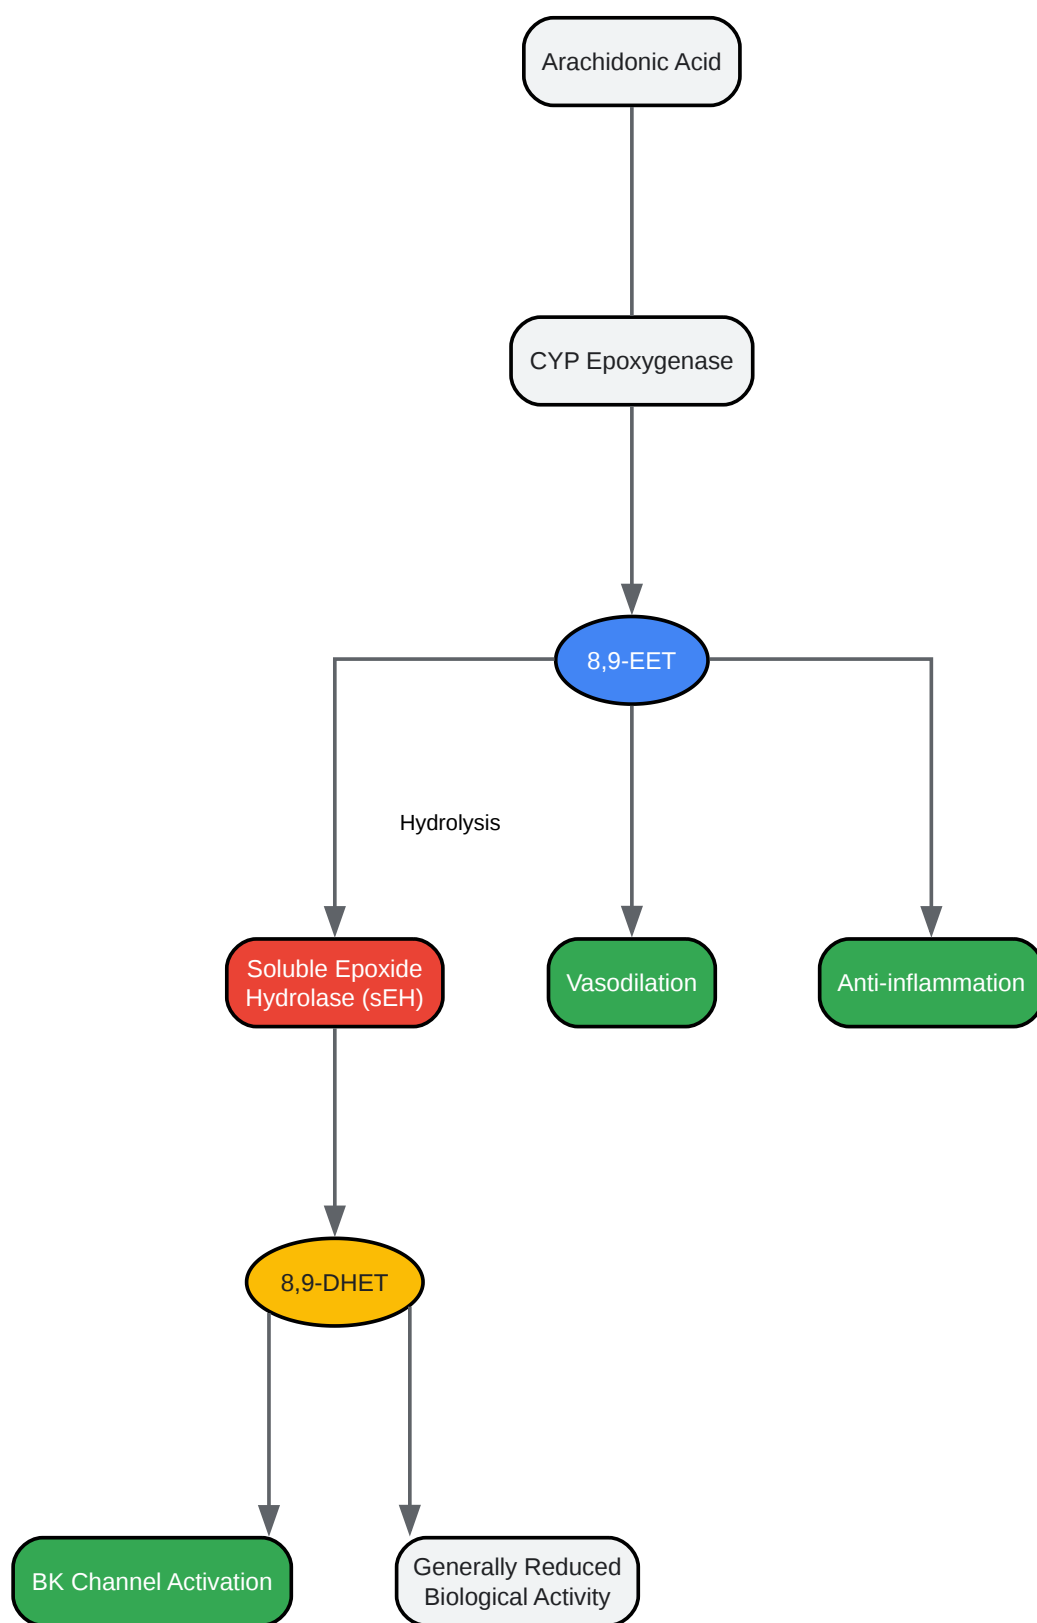 Arachidonic Acid
CYP Epoxygenase
8,9-EET
Hydrolysis
Soluble Epoxide
Hydrolase (sEH)
Vasodilation
Anti-inflammation
8,9-DHET
BK Channel Activation
Generally Reduced
Biological Activity